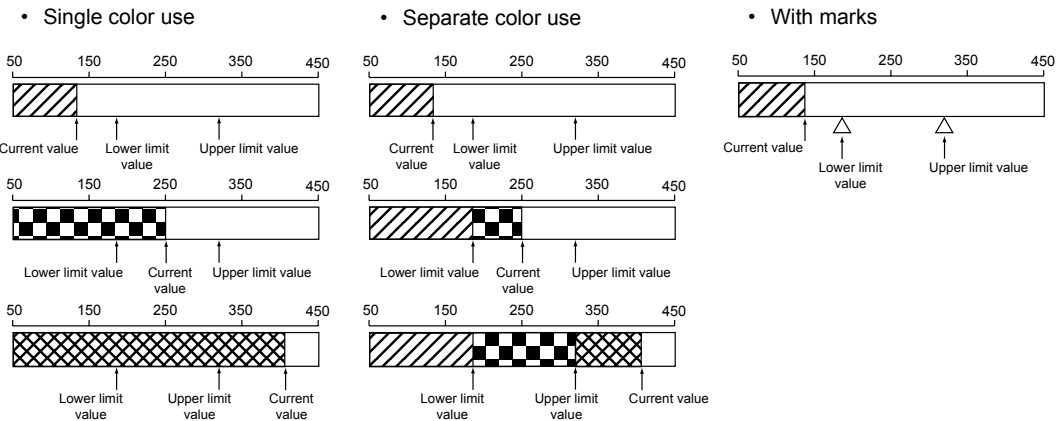 • Single color use
50 150 250 350 450
Current value Lower limit Upper limit value
value
50 150 250 350 450
Lower limit value Current Upper limit value
value
50 150 250 350 450
Lower limit Upper limit Current
value value value
• Separate color use
50 150 250 350 450
Current Lower limit Upper limit value
value value
50 150 250 350 450
Lower limit value Current Upper limit value
value
50 150 250 350 450
Lower limit Upper limit Current value
value value
• With marks
50 150 250 350 450
Current value Lower limit Upper limit value
value